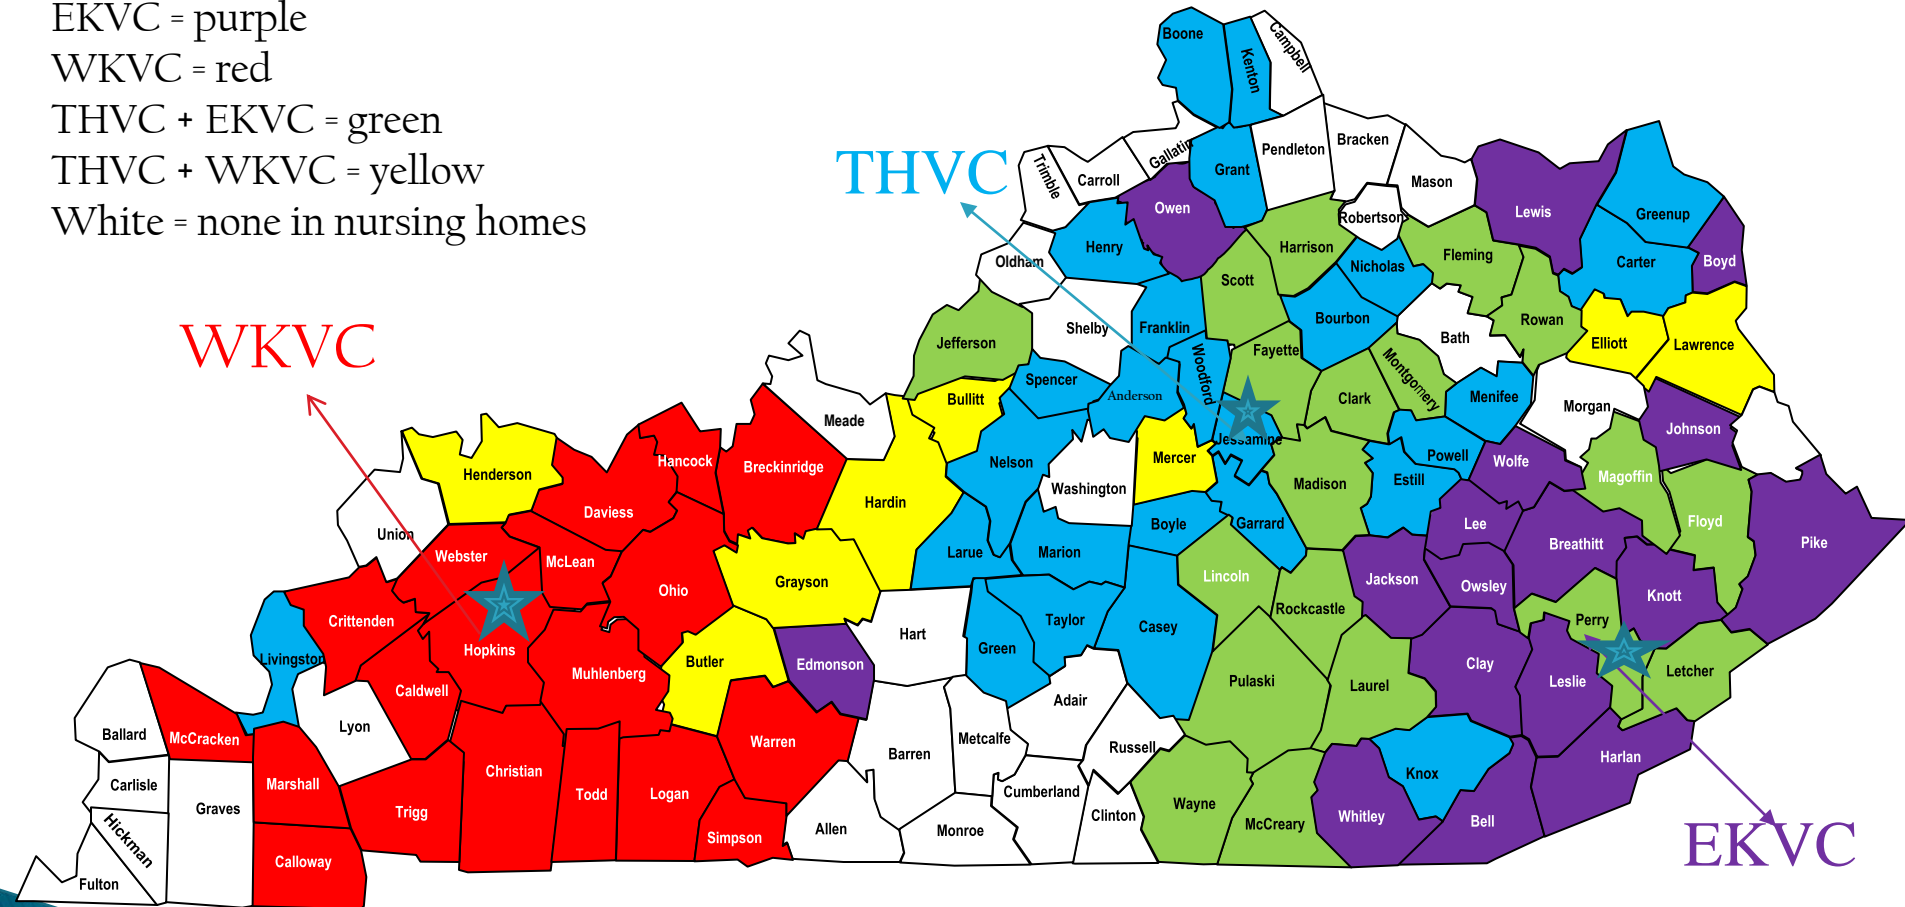 EKVC = purple
WKVC = red
THVC + EKVC = green
THVC + WKVC = yellow
White = none in nursing homes
THVC
WKVC
EKVC
Boone
Kenton
Campbell
Gallatin
Grant
Pendleton
Bracken
Mason
Trimble
Carroll
Owen
Robertson
Lewis
Greenup
Oldham
Henry
Harrison
Nicholas
Fleming
Carter
Boyd
Scott
Shelby
Franklin
Bourbon
Bath
Rowan
Elliott
Lawrence
Jefferson
Spencer
Anderson
Woodford
Fayette
Clark
Montgomery
Menifee
Morgan
Johnson
Meade
Bullitt
Nelson
Washington
Mercer
Jessamine
Madison
Estill
Powell
Wolfe
Magoffin
Floyd
Pike
Henderson
Hancock
Breckinridge
Hardin
Daviess
Union
Webster
McLean
Ohio
Grayson
Larue
Marion
Boyle
Garrard
Lee
Breathitt
Lincoln
Rockcastle
Jackson
Owsley
Knott
Perry
Letcher
Crittenden
Livingston
Hopkins
Muhlenberg
Butler
Edmonson
Hart
Green
Taylor
Casey
Pulaski
Laurel
Clay
Leslie
Harlan
Caldwell
Lyon
Ballard
McCracken
Carlisle
Graves
Marshall
Hickman
Fulton
Calloway
Trigg
Christian
Todd
Logan
Warren
Simpson
Allen
Barren
Metcalfe
Adair
Russell
Monroe
Cumberland
Clinton
Wayne
McCreary
Whitley
Knox
Bell